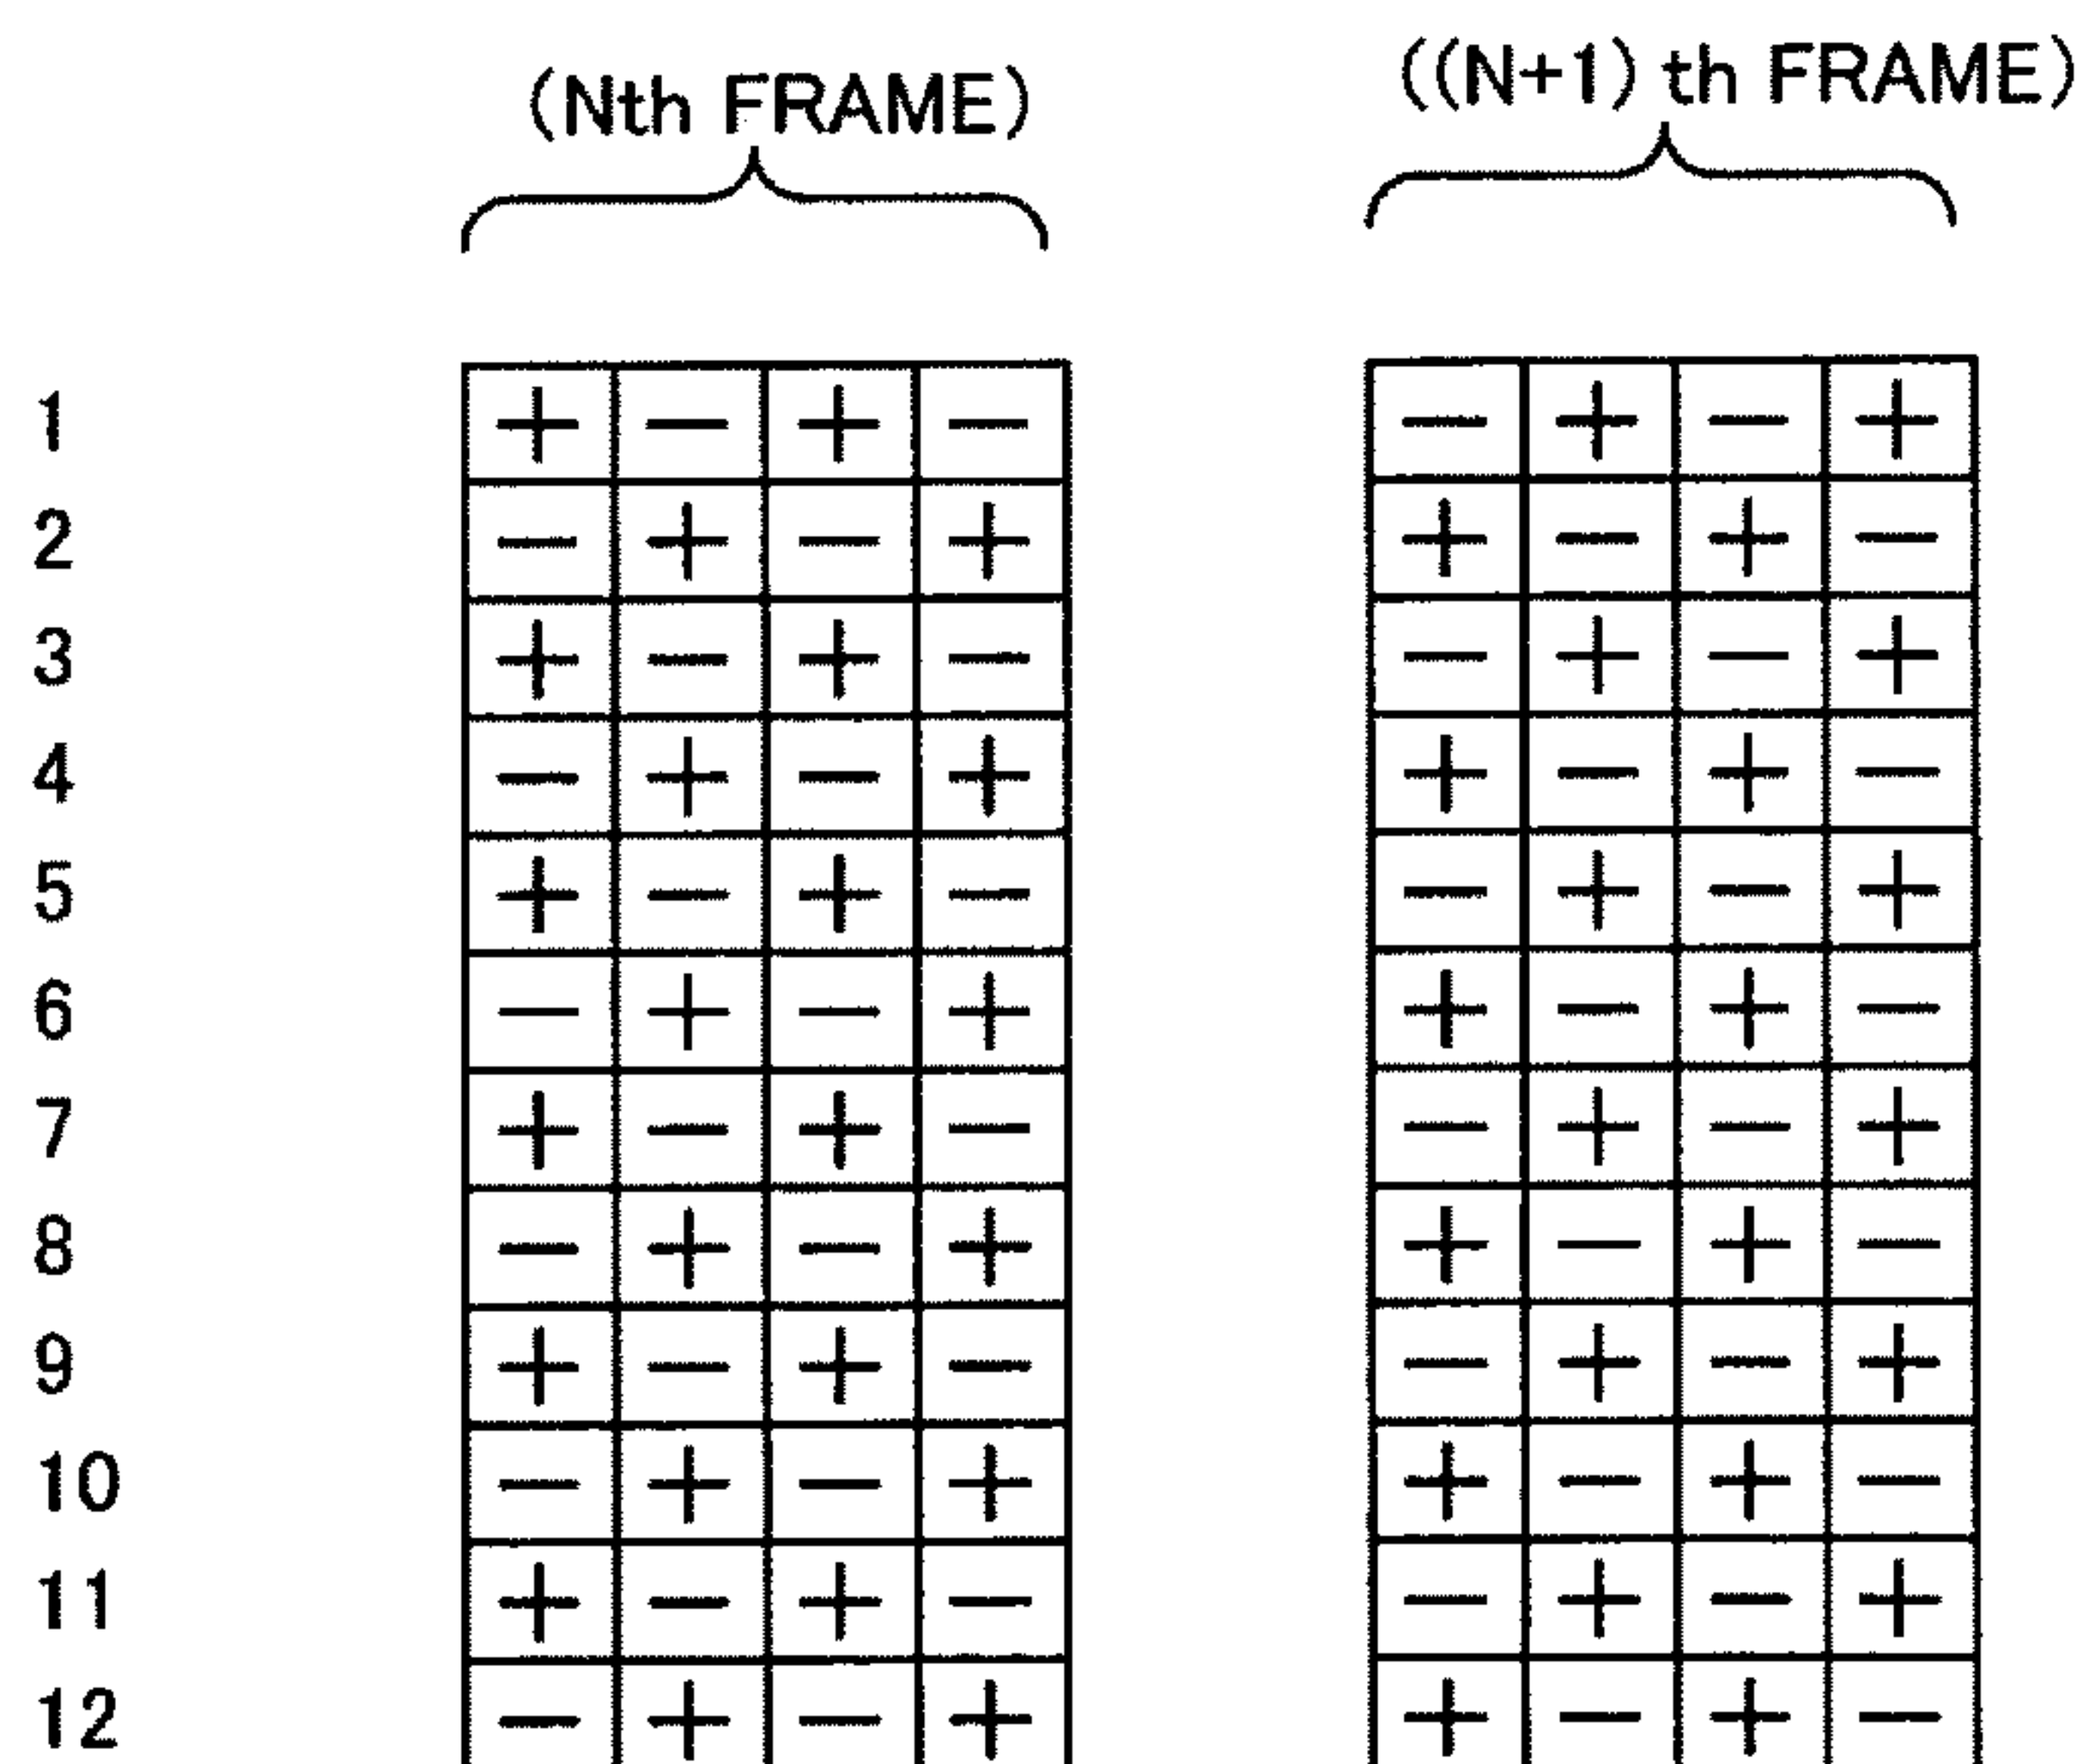 (Nth FRAME) ((N+1) th FRAME)
1 + − + − − + − +
2 − + − + + − + −
3 + − + − − + − +
4 − + − + + − + −
5 + − + − − + − +
6 − + − + + − + −
7 + − + − − + − +
8 − + − + + − + −
9 + − + − − + − +
10 − + − + + − + −
11 + − + − − + − +
12 − + − + + − + −